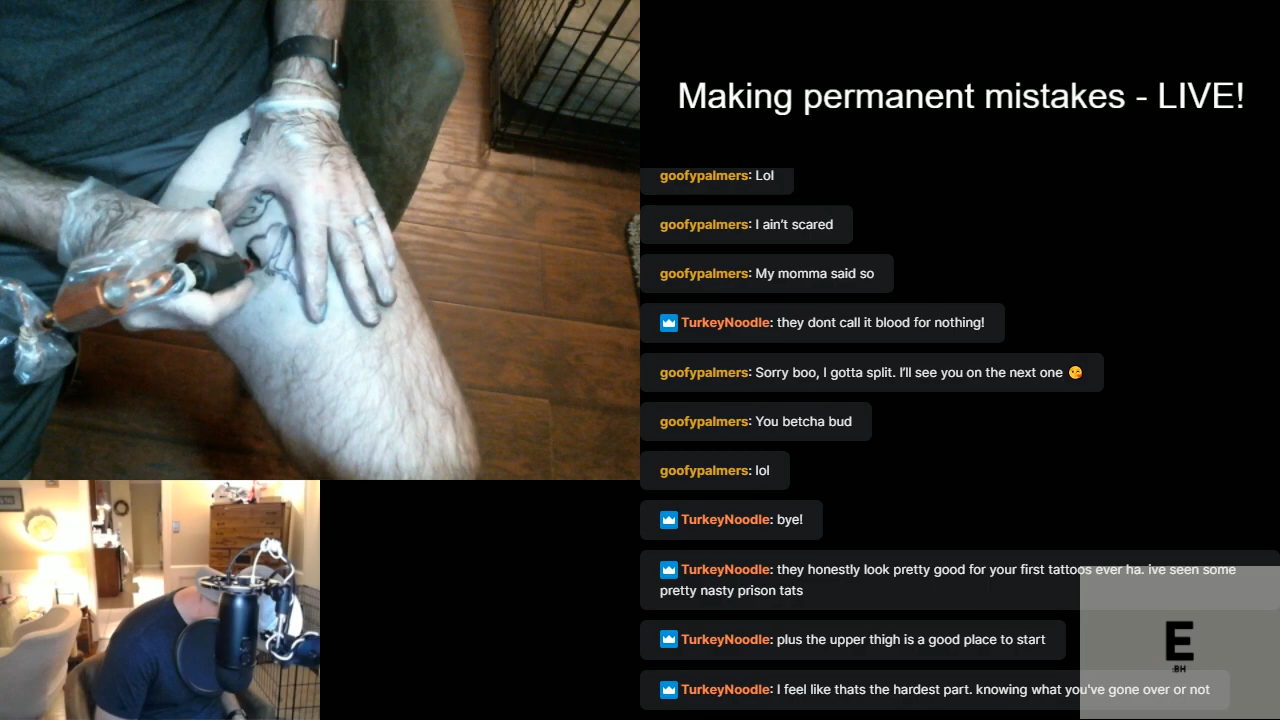 Making permanent mistakes - LIVE!
goofypalmers: Lol
goofypalmers: I ain't scared
goofypalmers: My momma said so
TurkeyNoodle: they dont call it blood for nothing!
goofypalmers: Sorry boo, I gotta split. I'll see you on the next one 😋
goofypalmers: You betcha bud
goofypalmers: lol
TurkeyNoodle: bye!
TurkeyNoodle: they honestly look pretty good for your first tattoos ever ha. ive seen some
pretty nasty prison tats
TurkeyNoodle: plus the upper thigh is a good place to start
TurkeyNoodle: I feel like thats the hardest part. knowing what you've gone over or not
E
:BH